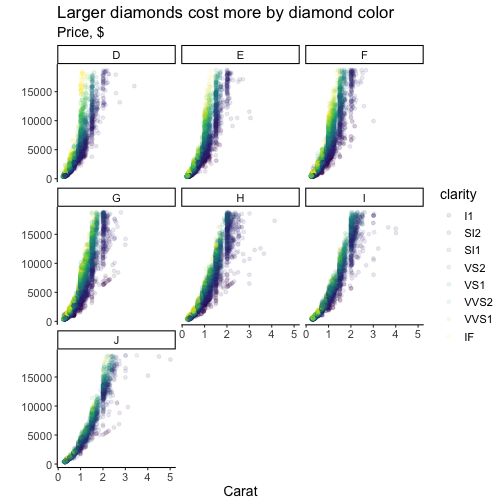 Larger diamonds cost more by diamond color
Price, $
D E F
15000
10000
5000
0
G H I
clarity
I1
SI2
SI1
VS2
VS1
VVS2
VVS1
IF
15000
10000
5000
0
0 1 2 3 4 5 0 1 2 3 4 5
J
15000
10000
5000
0
0 1 2 3 4 5
Carat